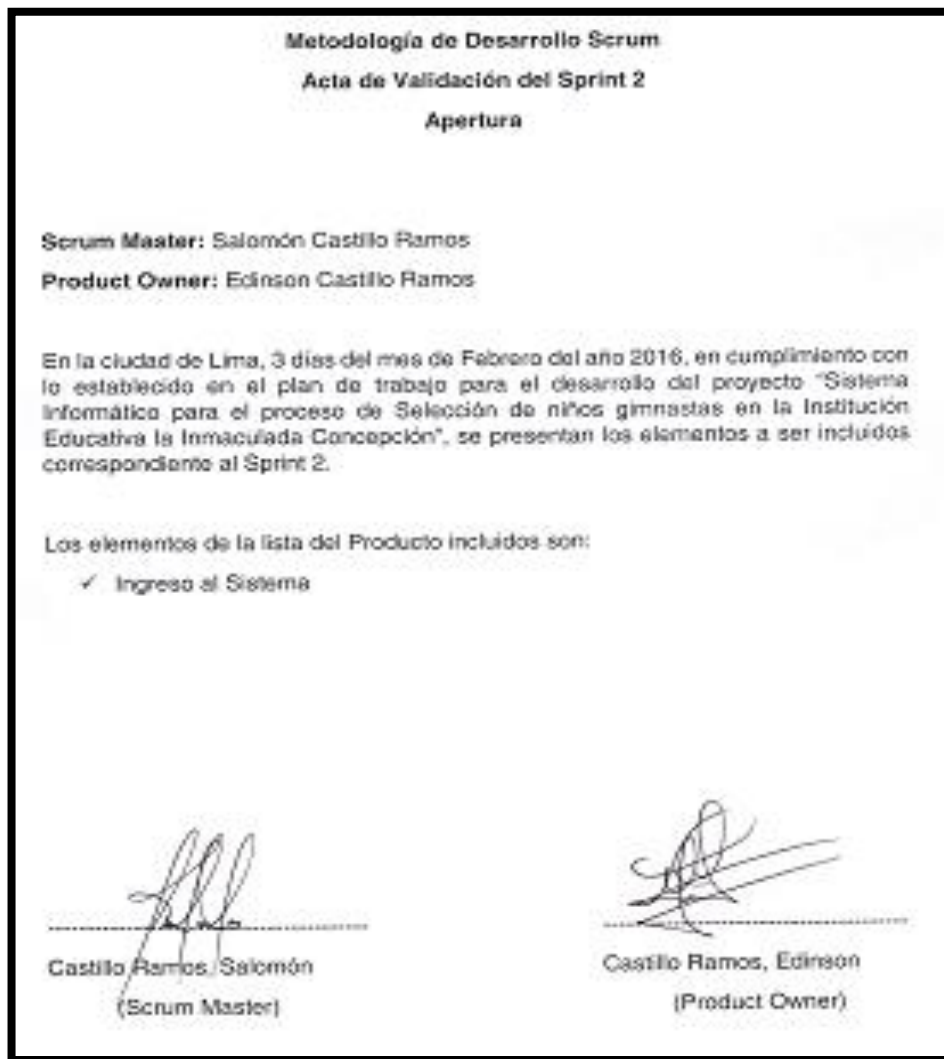 Metodología de Desarrollo Scrum
Acta de Validación del Sprint 2
Apertura
Scrum Master: Salomón Castillo Ramos
Product Owner: Edinson Castillo Ramos
En la ciudad de Lima, 3 días del mes de Febrero del año 2016, en cumplimiento con
lo establecido en el plan de trabajo para el desarrollo del proyecto "Sistema
Informático para el proceso de Selección de niños gimnastas en la Institución
Educativa la Inmaculada Concepción", se presentan los elementos a ser incluidos
correspondiente al Sprint 2.
Los elementos de la lista del Producto incluidos son:
✓ Ingreso al Sistema
Castillo Ramos, Salomón
(Scrum Master)
Castillo Ramos, Edinson
(Product Owner)